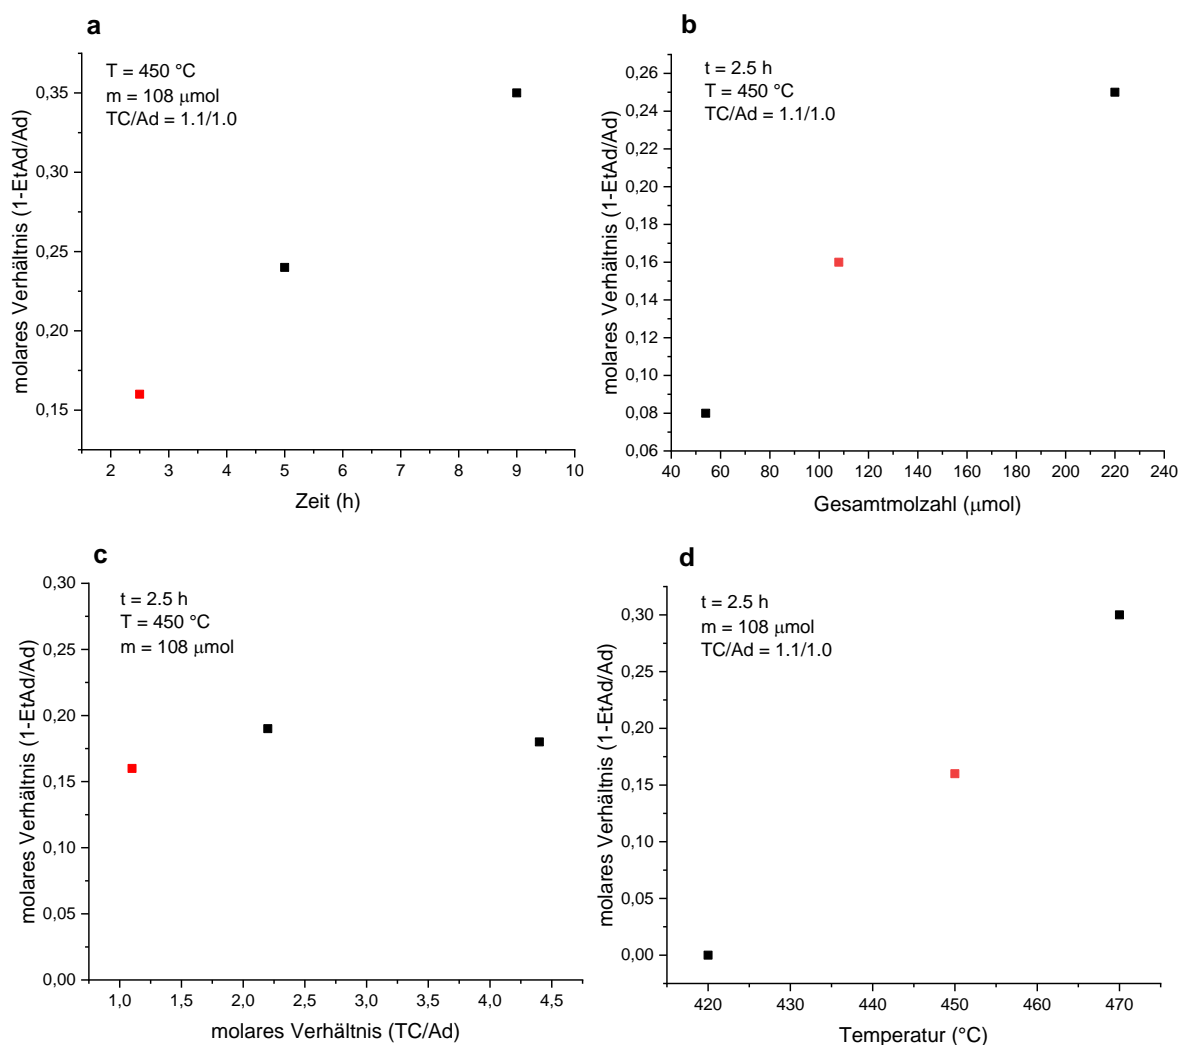 a
T = 450 °C
m = 108 μmol
TC/Ad = 1.1/1.0
molares Verhältnis (1-EtAd/Ad)
0,35
0,30
0,25
0,20
0,15
2 3 4 5 6 7 8 9 10
Zeit (h)
b
t = 2.5 h
T = 450 °C
TC/Ad = 1.1/1.0
molares Verhältnis (1-EtAd/Ad)
0,26
0,24
0,22
0,20
0,18
0,16
0,14
0,12
0,10
0,08
0,06
40 60 80 100 120 140 160 180 200 220 240
Gesamtmolzahl (μmol)
c
t = 2.5 h
T = 450 °C
m = 108 μmol
molares Verhältnis (1-EtAd/Ad)
0,30
0,25
0,20
0,15
0,10
0,05
0,00
1,0 1,5 2,0 2,5 3,0 3,5 4,0 4,5
molares Verhältnis (TC/Ad)
d
t = 2.5 h
m = 108 μmol
TC/Ad = 1.1/1.0
molares Verhältnis (1-EtAd/Ad)
0,30
0,25
0,20
0,15
0,10
0,05
0,00
420 430 440 450 460 470
Temperatur (°C)